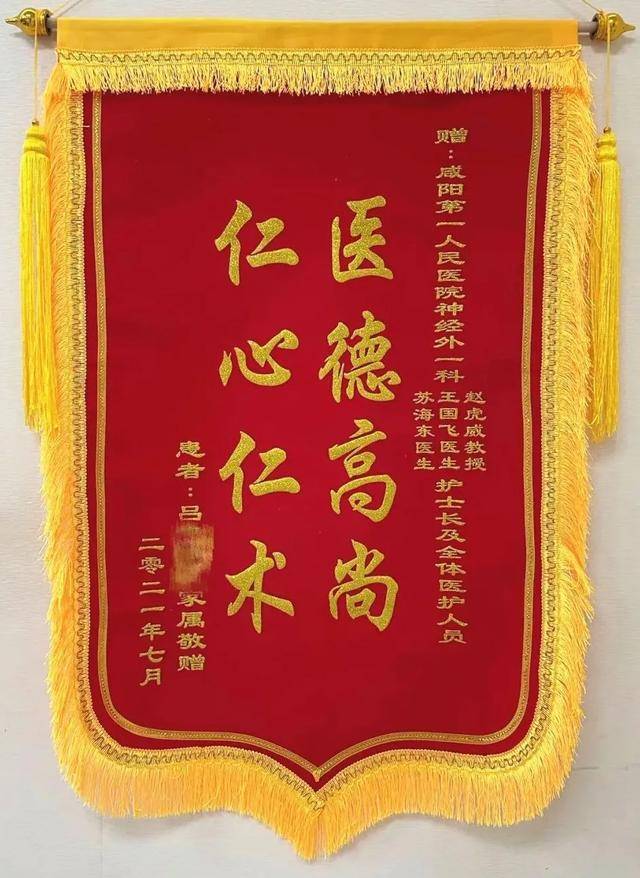 赠：咸阳第一人民医院神经外一科
赵虎威教授
王国飞医生
苏海东医生
护士长及全体医护人员
医德高尚
仁心仁术
患者：吕 家属敬赠
二零二一年七月